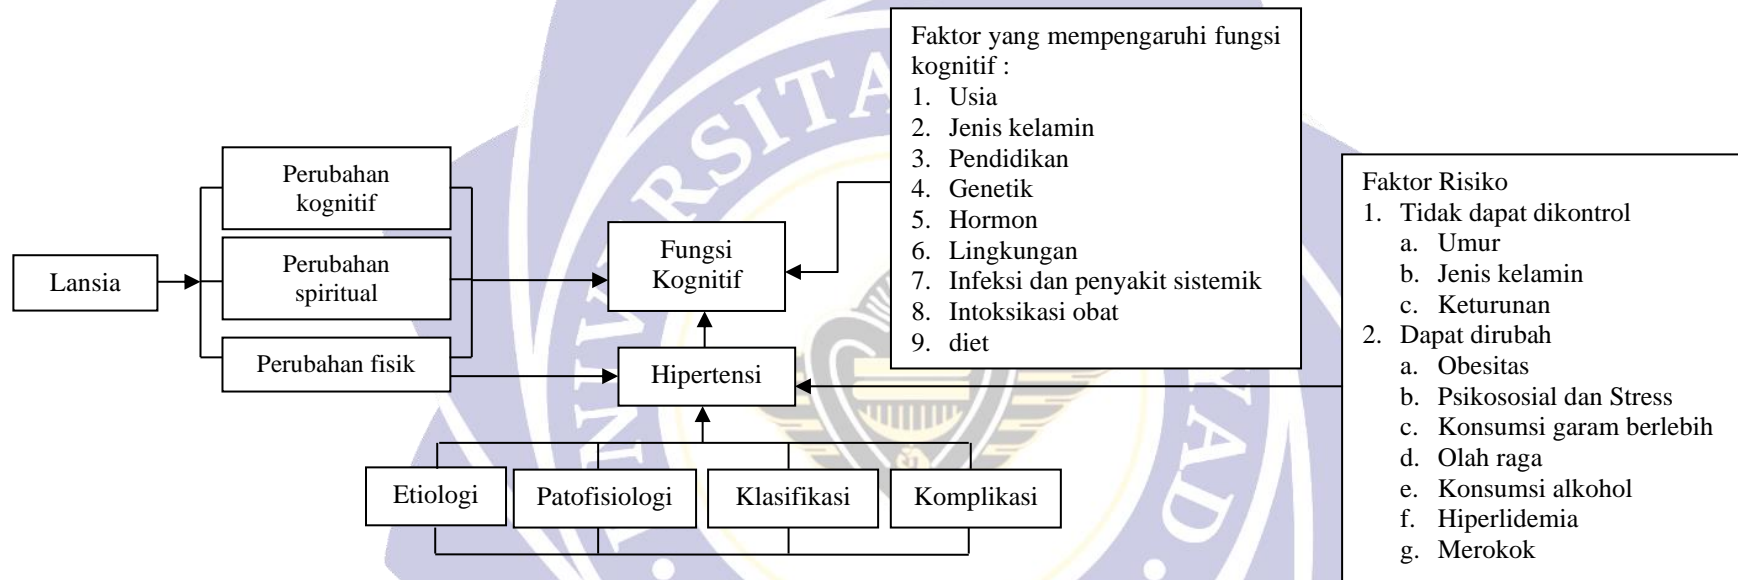 Faktor yang mempengaruhi fungsi
kognitif :
1. Usia
2. Jenis kelamin
3. Pendidikan
4. Genetik
5. Hormon
6. Lingkungan
7. Infeksi dan penyakit sistemik
8. Intoksikasi obat
9. diet
Perubahan
kognitif
Perubahan
spiritual
Perubahan fisik
Lansia
Fungsi
Kognitif
Hipertensi
Etiologi
Patofisiologi
Klasifikasi
Komplikasi
Faktor Risiko
1. Tidak dapat dikontrol
a. Umur
b. Jenis kelamin
c. Keturunan
2. Dapat dirubah
a. Obesitas
b. Psikososial dan Stress
c. Konsumsi garam berlebih
d. Olah raga
e. Konsumsi alkohol
f. Hiperlidemia
g. Merokok